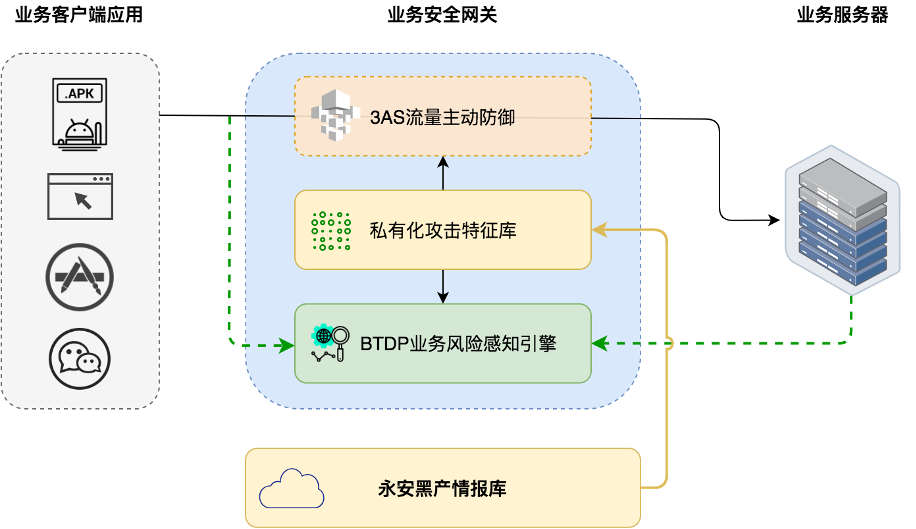 业务客户端应用
业务安全网关
业务服务器
.APK
3AS流量主动防御
私有化攻击特征库
BTDP业务风险感知引擎
永安黑产情报库